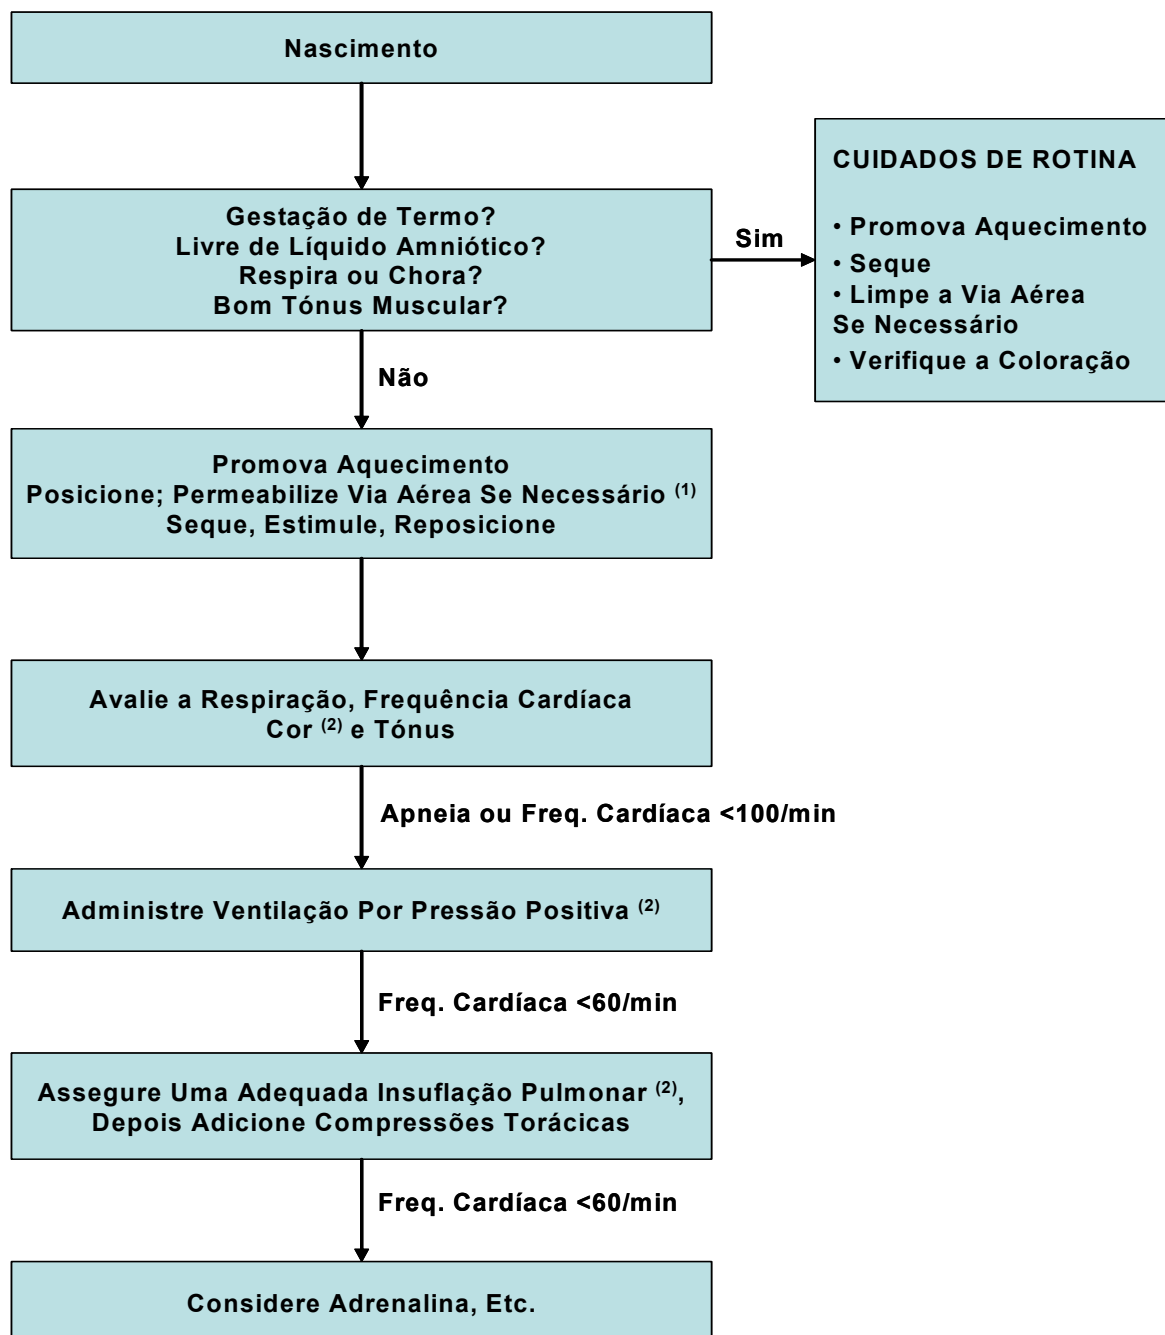 Nascimento
Gestação de Termo?
Livre de Líquido Amniótico?
Respira ou Chora?
Bom Tónus Muscular?
Sim
CUIDADOS DE ROTINA
• Promova Aquecimento
• Seque
• Limpe a Via Aérea
Se Necessário
• Verifique a Coloração
Não
Promova Aquecimento
Posicione; Permeabilize Via Aérea Se Necessário (1)
Seque, Estimule, Reposicione
Avalie a Respiração, Frequência Cardíaca
Cor (2) e Tónus
Apneia ou Freq. Cardíaca <100/min
Administre Ventilação Por Pressão Positiva (2)
Freq. Cardíaca <60/min
Assegure Uma Adequada Insuflação Pulmonar (2),
Depois Adicione Compressões Torácicas
Freq. Cardíaca <60/min
Considere Adrenalina, Etc.